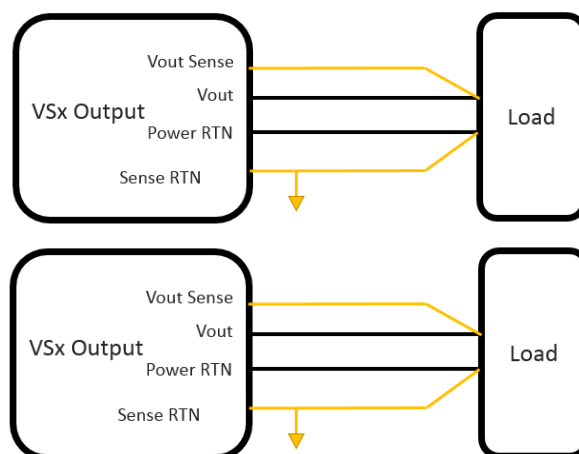 Vout Sense
Vout
VSx Output
Load
Power RTN
Sense RTN
Vout Sense
Vout
VSx Output
Load
Power RTN
Sense RTN